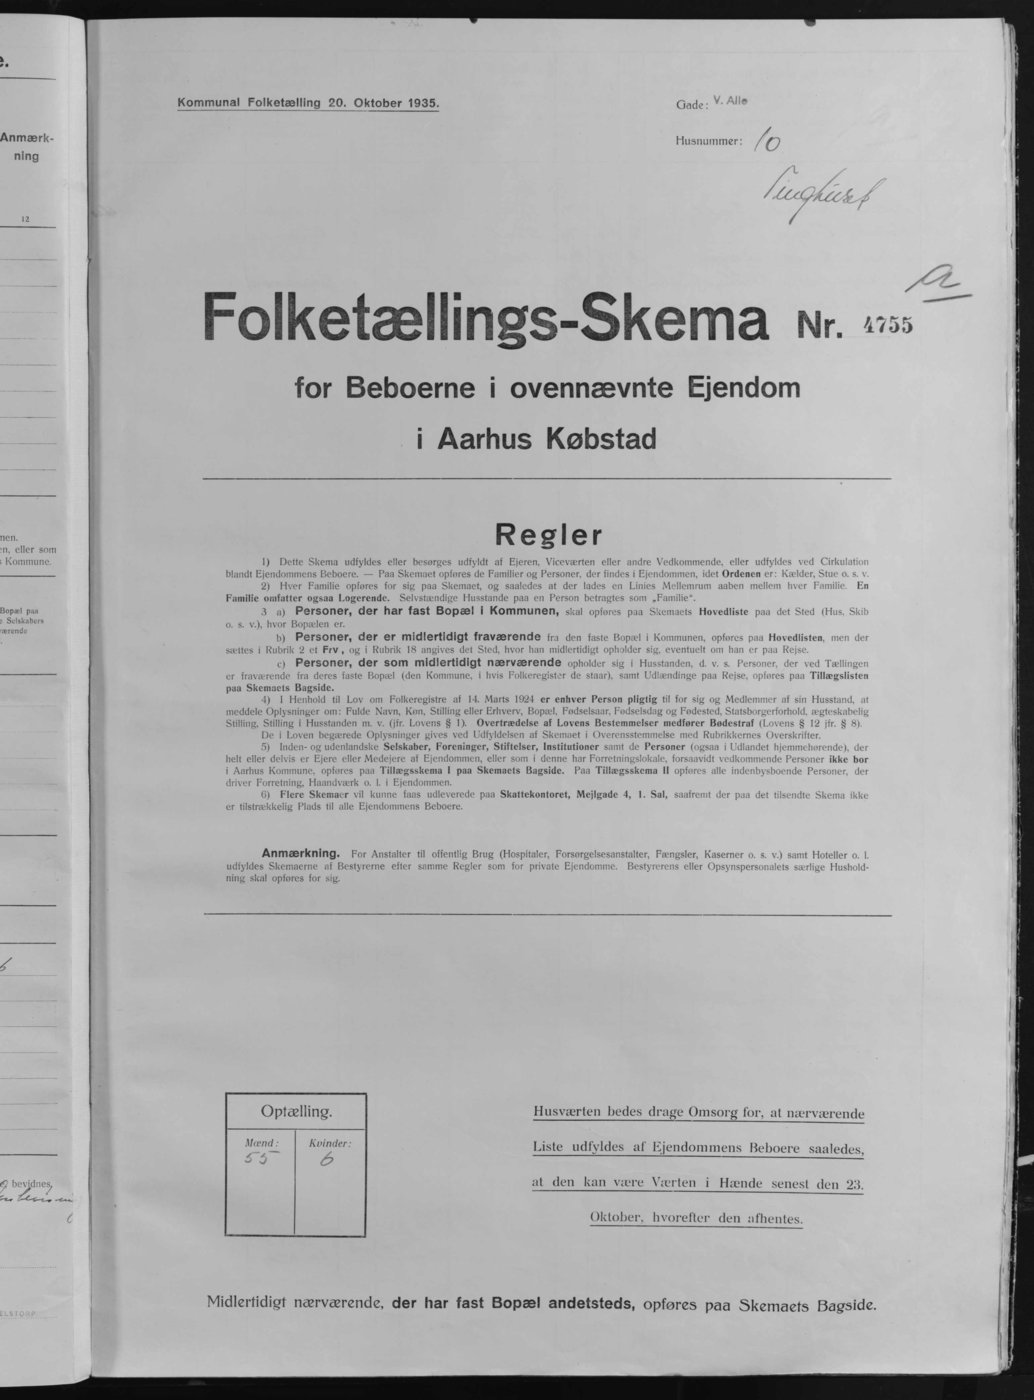 e.
Anmærk-
ning
12
men.
en, eller som
s Kommune.
Bopæl paa
e Selskabers
værende
bevidnes,
ELSTORP
Kommunal Folketælling 20. Oktober 1935.
Gade: V. Alle
Husnummer: 10
Tinghuset
a
Folketællings-Skema Nr. 4755
for Beboerne i ovennævnte Ejendom
i Aarhus Købstad
Regler
1) Dette Skema udfyldes eller besørges udfyldt af Ejeren, Viceværten eller andre Vedkommende, eller udfyldes ved Cirkulation
blandt Ejendommens Beboere. — Paa Skemaet opføres de Familier og Personer, der findes i Ejendommen, idet Ordenen er: Kælder, Stue o. s. v.
2) Hver Familie opføres for sig paa Skemaet, og saaledes at der lades en Linies Mellemrum aaben mellem hver Familie. En
Familie omfatter ogsaa Logerende. Selvstændige Husstande paa en Person betragtes som „Familie“.
3 a) Personer, der har fast Bopæl i Kommunen, skal opføres paa Skemaets Hovedliste paa det Sted (Hus, Skib
o. s. v.), hvor Bopælen er.
b) Personer, der er midlertidigt fraværende fra den faste Bopæl i Kommunen, opføres paa Hovedlisten, men der
sættes i Rubrik 2 et Frv., og i Rubrik 18 angives det Sted, hvor han midlertidigt opholder sig, eventuelt om han er paa Rejse.
c) Personer, der som midlertidigt nærværende opholder sig i Husstanden, d. v. s. Personer, der ved Tællingen
er fraværende fra deres faste Bopæl (den Kommune, i hvis Folkeregister de staar), samt Udlændinge paa Rejse, opføres paa Tillægslisten
paa Skemaets Bagside.
4) I Henhold til Lov om Folkeregistre af 14. Marts 1924 er enhver Person pligtig til for sig og Medlemmer af sin Husstand, at
meddele Oplysninger om: Fulde Navn, Køn, Stilling eller Erhverv, Bopæl, Fødselsaar, Fødselsdag og Fødested, Statsborgerforhold, ægteskabelig
Stilling, Stilling i Husstanden m. v. (jfr. Lovens § 1). Overtrædelse af Lovens Bestemmelser medfører Bødestraf (Lovens § 12 jfr. § 8).
De i Loven begærede Oplysninger gives ved Udfyldelsen af Skemaet i Overensstemmelse med Rubrikkernes Overskrifter.
5) Inden- og udenlandske Selskaber, Foreninger, Stiftelser, Institutioner samt de Personer (ogsaa i Udlandet hjemmehørende), der
helt eller delvis er Ejere eller Medejere af Ejendommen, eller som i denne har Forretningslokale, forsaavidt vedkommende Personer ikke bor
i Aarhus Kommune, opføres paa Tillægsskema I paa Skemaets Bagside. Paa Tillægsskema II opføres alle indenbysboende Personer, der
driver Forretning, Haandværk o. l. i Ejendommen.
6) Flere Skemaer vil kunne faas udleverede paa Skattekontoret, Mejlgade 4, 1. Sal, saafremt der paa det tilsendte Skema ikke
er tilstrækkelig Plads til alle Ejendommens Beboere.
Anmærkning. For Anstalter til offentlig Brug (Hospitaler, Forsørgelsesanstalter, Fængsler, Kaserner o. s. v.) samt Hoteller o. l.
udfyldes Skemaerne af Bestyrerne efter samme Regler som for private Ejendomme. Bestyrerens eller Opsynspersonalets særlige Hushold-
ning skal opføres for sig.
Optælling.
Mænd: Kvinder:
55 6
Husværten bedes drage Omsorg for, at nærværende
Liste udfyldes af Ejendommens Beboere saaledes,
at den kan være Værten i Hænde senest den 23.
Oktober, hvorefter den afhentes.
Midlertidigt nærværende, der har fast Bopæl andetsteds, opføres paa Skemaets Bagside.